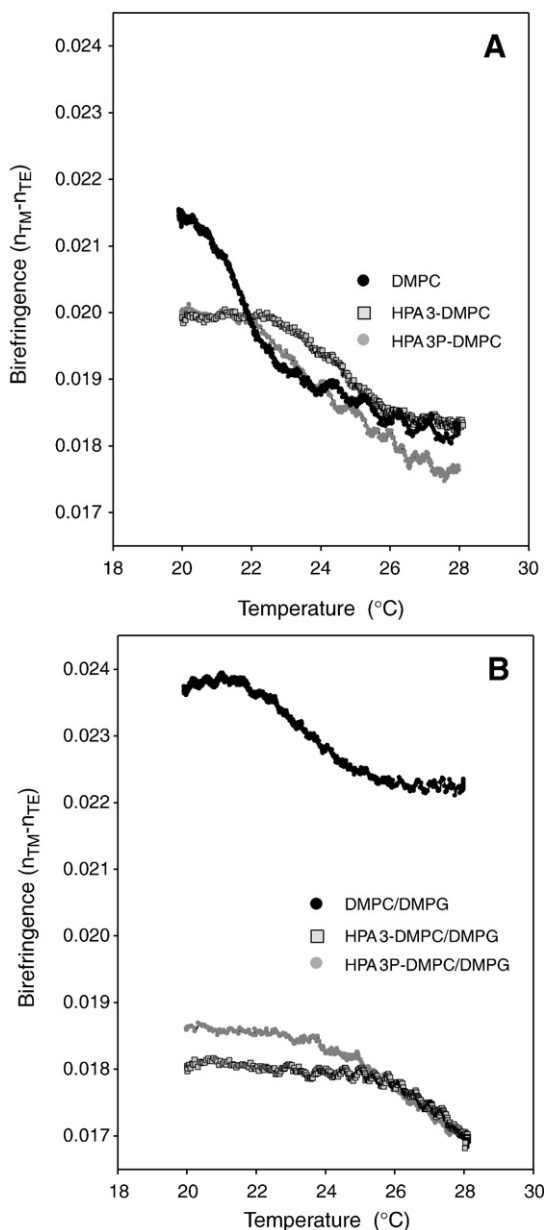 A
0.024
0.023
0.022
0.021
0.020
0.019
0.018
0.017
Birefringence (nTM-nTE)
DMPC
HPA3-DMPC
HPA3P-DMPC
18 20 22 24 26 28 30
Temperature (°C)
B
0.024
0.023
0.022
0.021
0.020
0.019
0.018
0.017
Birefringence (nTM-nTE)
DMPC/DMPG
HPA3-DMPC/DMPG
HPA3P-DMPC/DMPG
18 20 22 24 26 28 30
Temperature (°C)